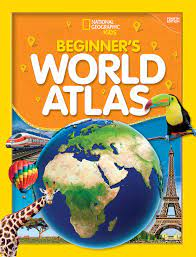 NATIONAL
GEOGRAPHIC
KiDS
BEGINNER'S
WORLD
ATLAS